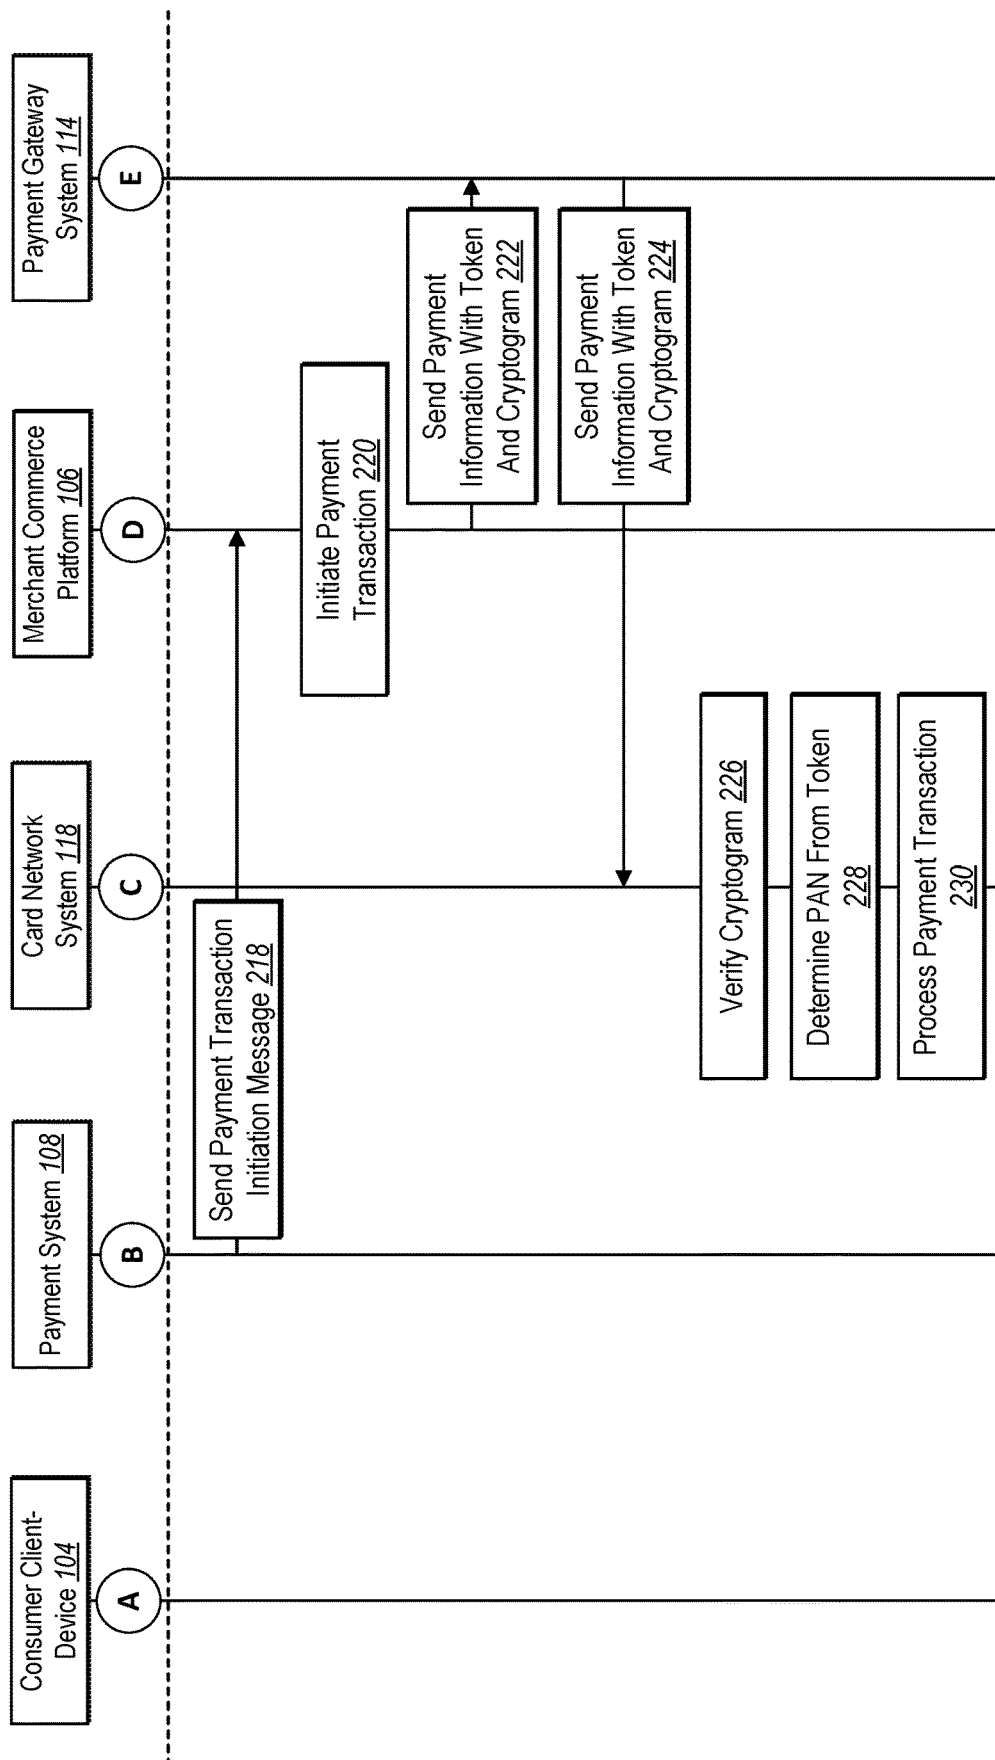 Consumer Client-
Device 104
A
Payment System 108
B
Card Network
System 118
C
Merchant Commerce
Platform 106
D
Payment Gateway
System 114
E
Send Payment Transaction
Initiation Message 218
Initiate Payment
Transaction 220
Send Payment
Information With Token
And Cryptogram 222
Send Payment
Information With Token
And Cryptogram 224
Verify Cryptogram 226
Determine PAN From Token
228
Process Payment Transaction
230